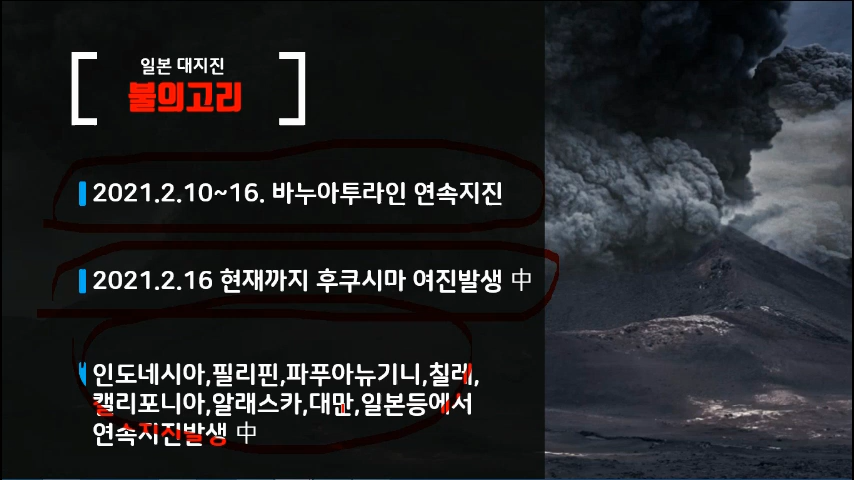 일본 대지진
불의고리
2021.2.10~16. 바누아투라인 연속지진
2021.2.16 현재까지 후쿠시마 여진발생 中
인도네시아,필리핀,파푸아뉴기니,칠레,
캘리포니아,알래스카,대만,일본등에서
연속지진발생 中